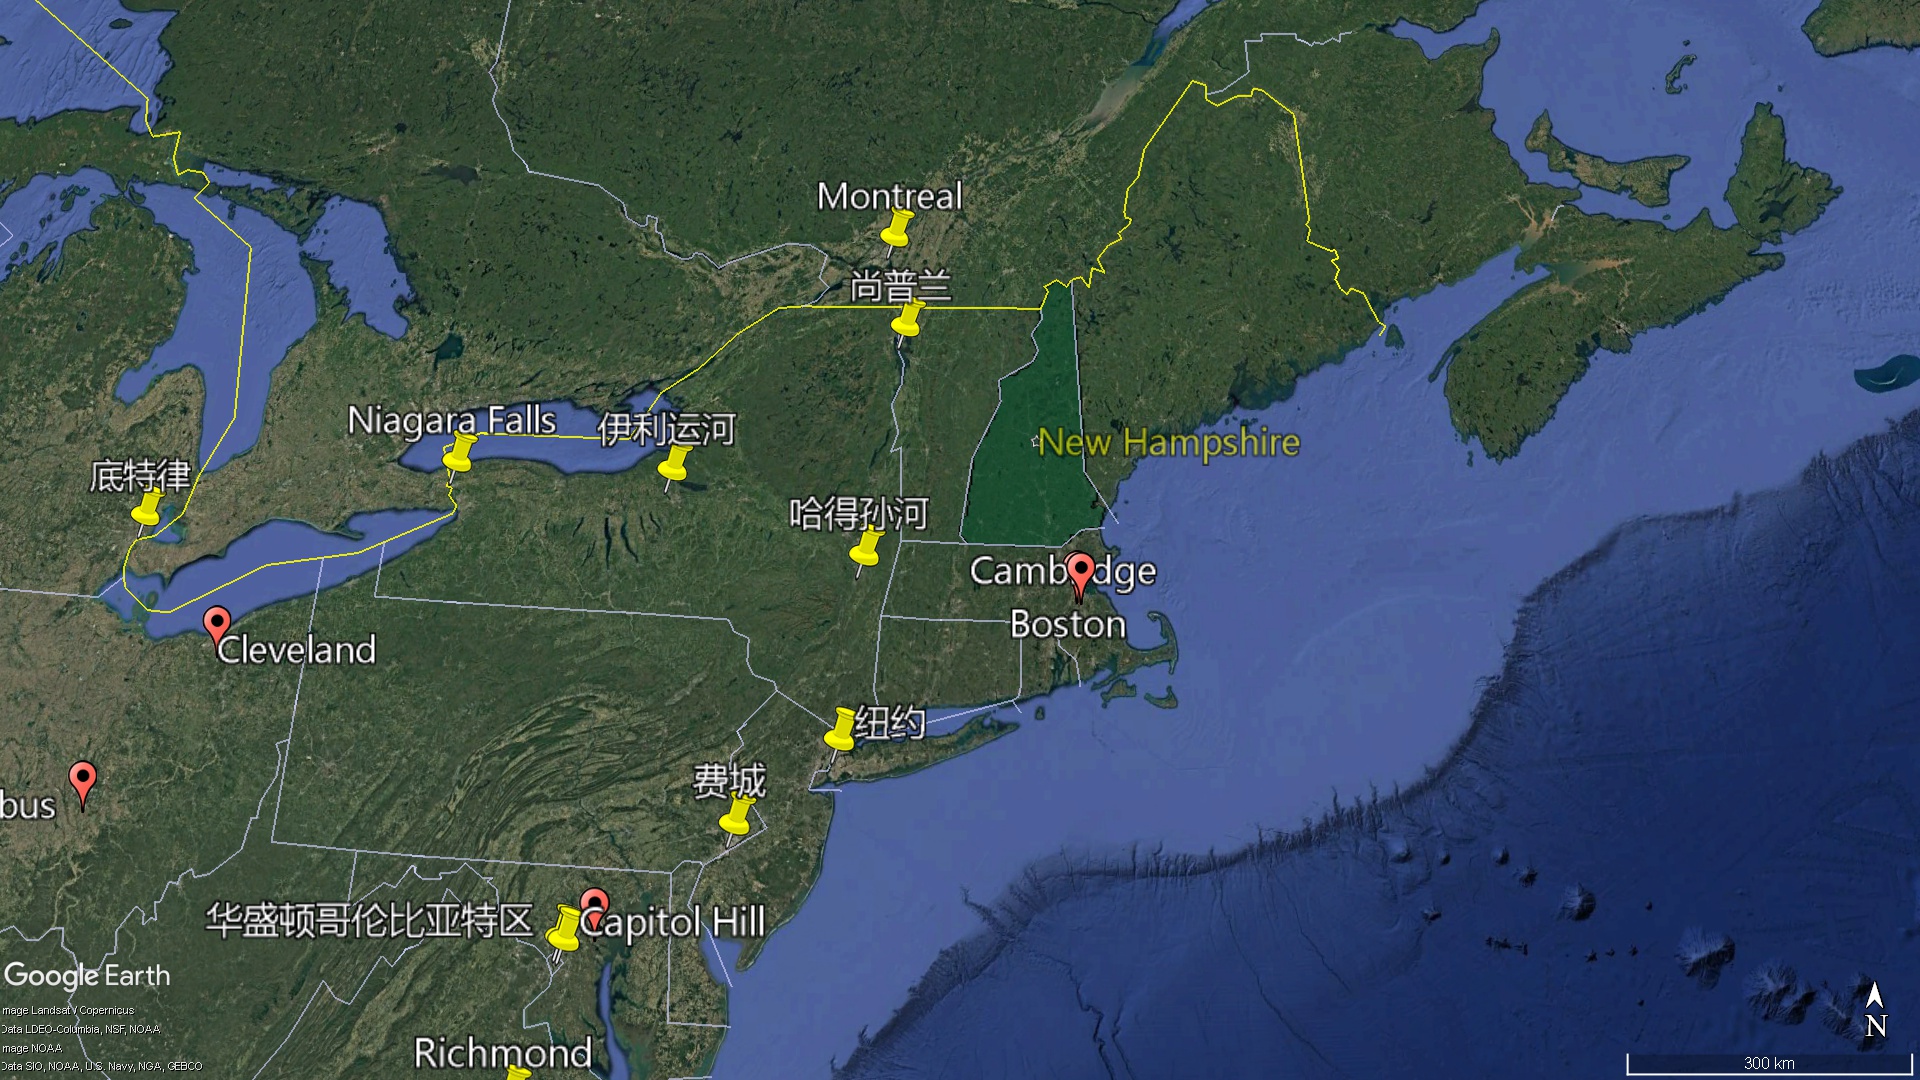 Montreal
尚普兰
Niagara Falls
伊利运河
New Hampshire
底特律
哈得孙河
Cambridge
Boston
Cleveland
纽约
费城
bus
华盛顿哥伦比亚特区
Capitol Hill
Google Earth
mage Landsat / Copernicus
Data LDEO-Columbia, NSF, NOAA
mage NOAA
Data SIO, NOAA, U.S. Navy, NGA, GEBCO
Richmond
N
300 km